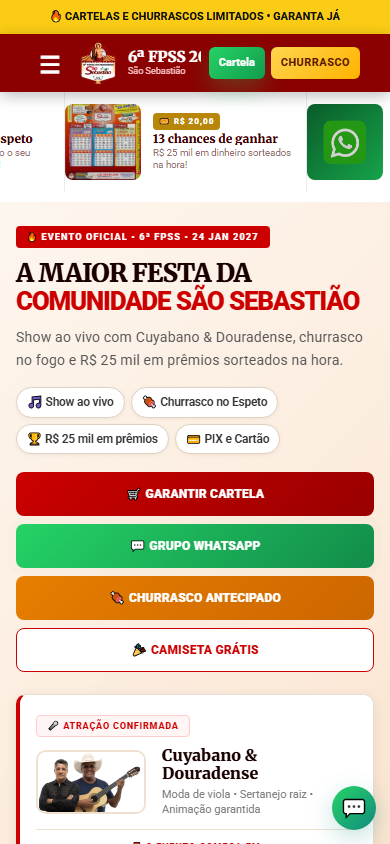 🔥 CARTELAS E CHURRASCOS LIMITADOS • GARANTA JÁ
6ª FPSS 20
São Sebastião
Cartela
CHURRASCO
speto
o o seu
R$ 20,00
13 chances de ganhar
R$ 25 mil em dinheiro sorteados
na hora!
🔥 EVENTO OFICIAL • 6ª FPSS • 24 JAN 2027
A MAIOR FESTA DA
COMUNIDADE SÃO SEBASTIÃO
Show ao vivo com Cuyabano & Douradense, churrasco
no fogo e R$ 25 mil em prêmios sorteados na hora.
🎵 Show ao vivo
🍖 Churrasco no Espeto
🏆 R$ 25 mil em prêmios
💳 PIX e Cartão
🛒 GARANTIR CARTELA
💬 GRUPO WHATSAPP
🍖 CHURRASCO ANTECIPADO
🎉 CAMISETA GRÁTIS
🎤 ATRAÇÃO CONFIRMADA
Cuyabano &
Douradense
Moda de viola • Sertanejo raiz •
Animação garantida